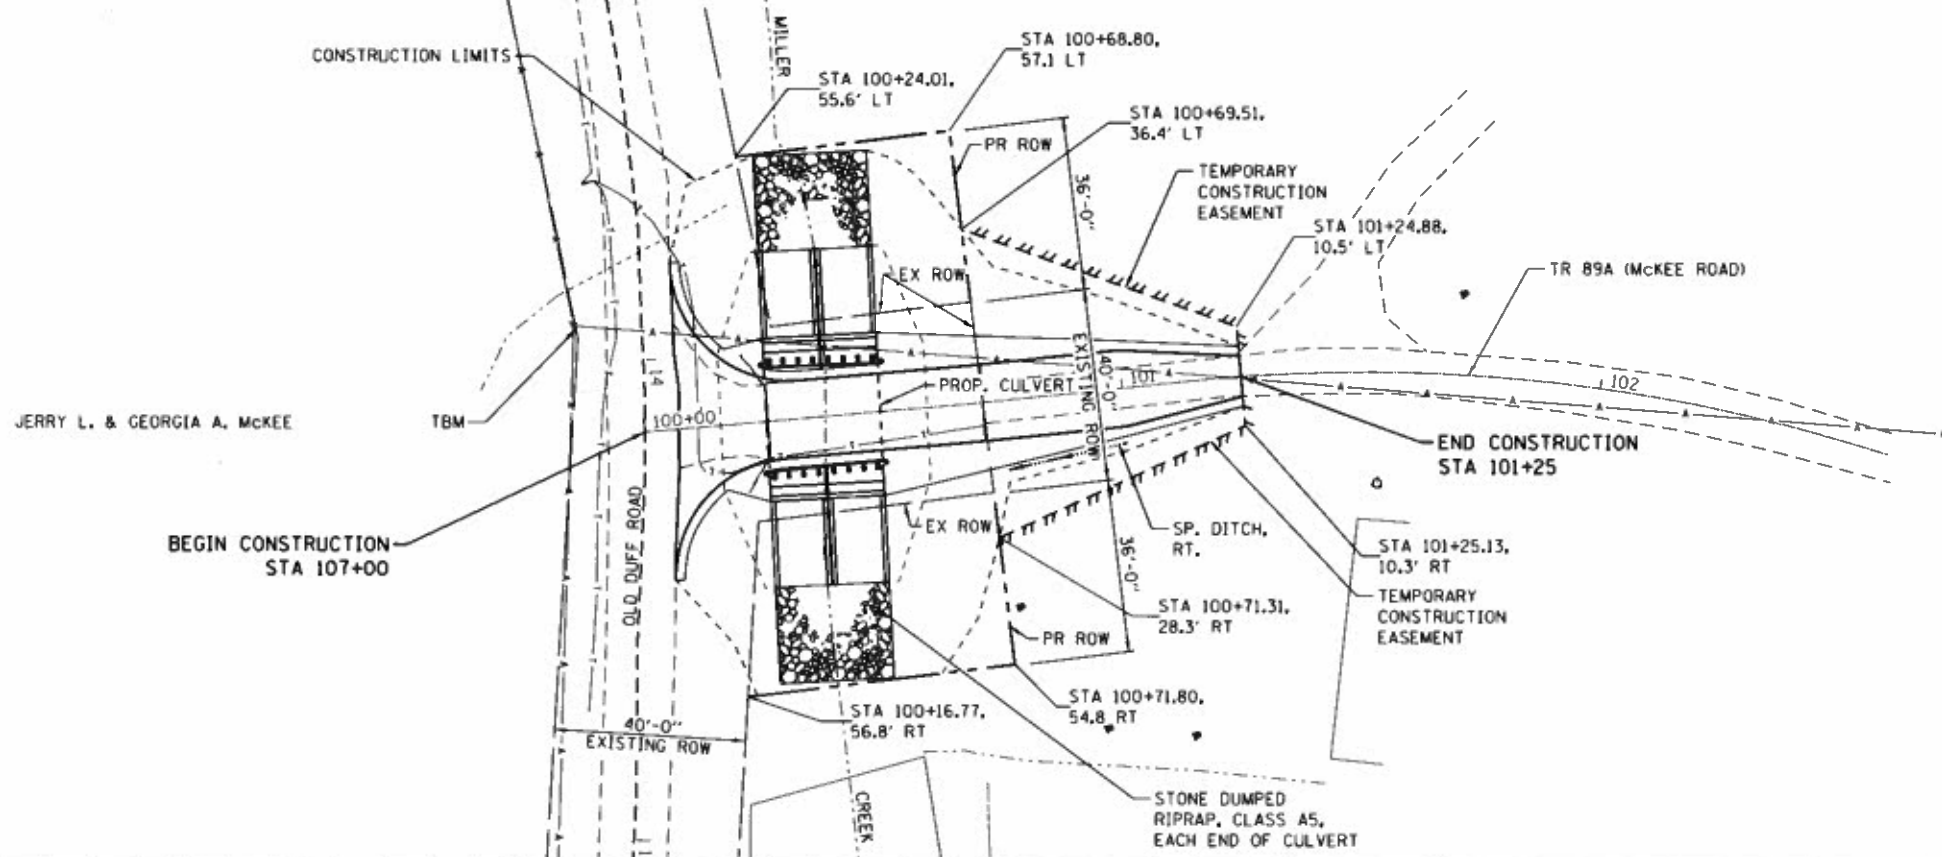 CONSTRUCTION LIMITS
MILLER
STA 100+24.01,
55.6' LT
STA 100+68.80,
57.1 LT
STA 100+69.51,
36.4' LT
PR ROW
TEMPORARY
CONSTRUCTION
EASEMENT
36'-0"
STA 101+24.88,
10.5' LT
TR 89A (McKEE ROAD)
EX ROW
EXISTING ROW
40'-0"
PROP. CULVERT
101
102
14
100+00
JERRY L. & GEORGIA A. McKEE
TBM
END CONSTRUCTION
STA 101+25
BEGIN CONSTRUCTION
STA 107+00
OLD DUFF ROAD
EX ROW
SP. DITCH,
RT.
36'-0"
STA 101+25.13,
10.3' RT
TEMPORARY
CONSTRUCTION
EASEMENT
STA 100+71.31,
28.3' RT
PR ROW
STA 100+71.80,
54.8 RT
STA 100+16.77,
56.8' RT
40'-0"
EXISTING ROW
CREEK
STONE DUMPED
RIPRAP, CLASS A5,
EACH END OF CULVERT